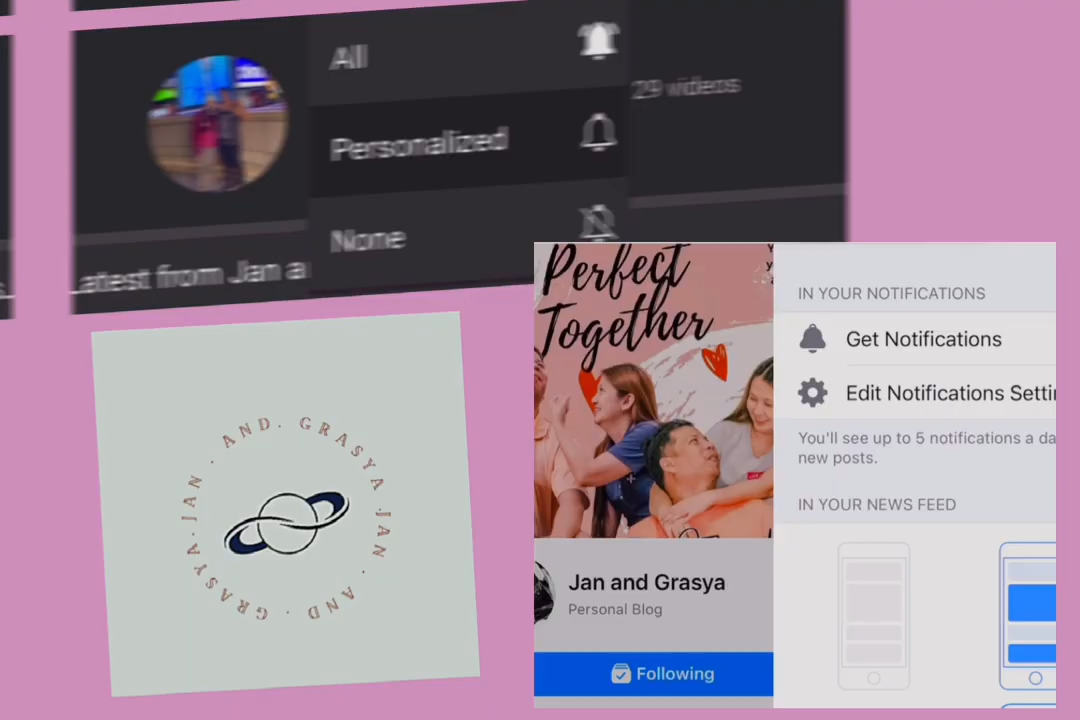 All
29 videos
Personalized
None
Latest from Jan a
Perfect
Together
IN YOUR NOTIFICATIONS
Get Notifications
Edit Notifications Setti
You'll see up to 5 notifications a da
new posts.
IN YOUR NEWS FEED
Jan and Grasya
Personal Blog
Following
JAN . AND . GRASYA JAN . AND . GRASYA .